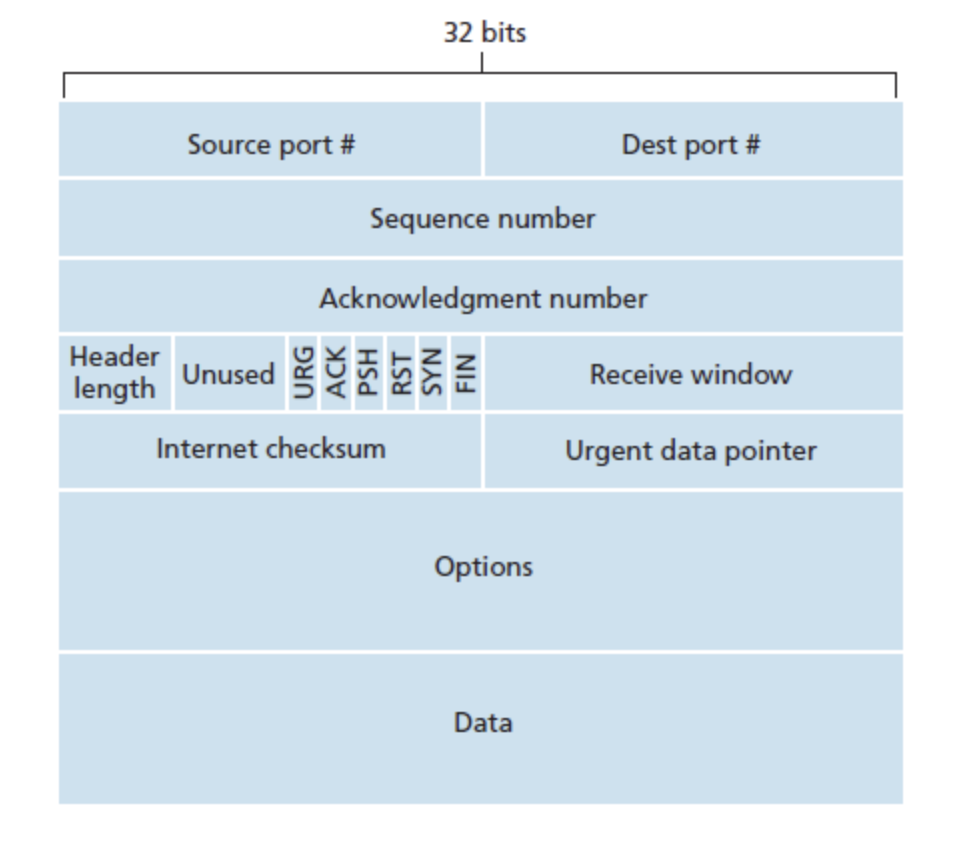 32 bits
Source port #
Dest port #
Sequence number
Acknowledgment number
Header
length
Unused
URG
ACK
PSH
RST
SYN
FIN
Receive window
Internet checksum
Urgent data pointer
Options
Data